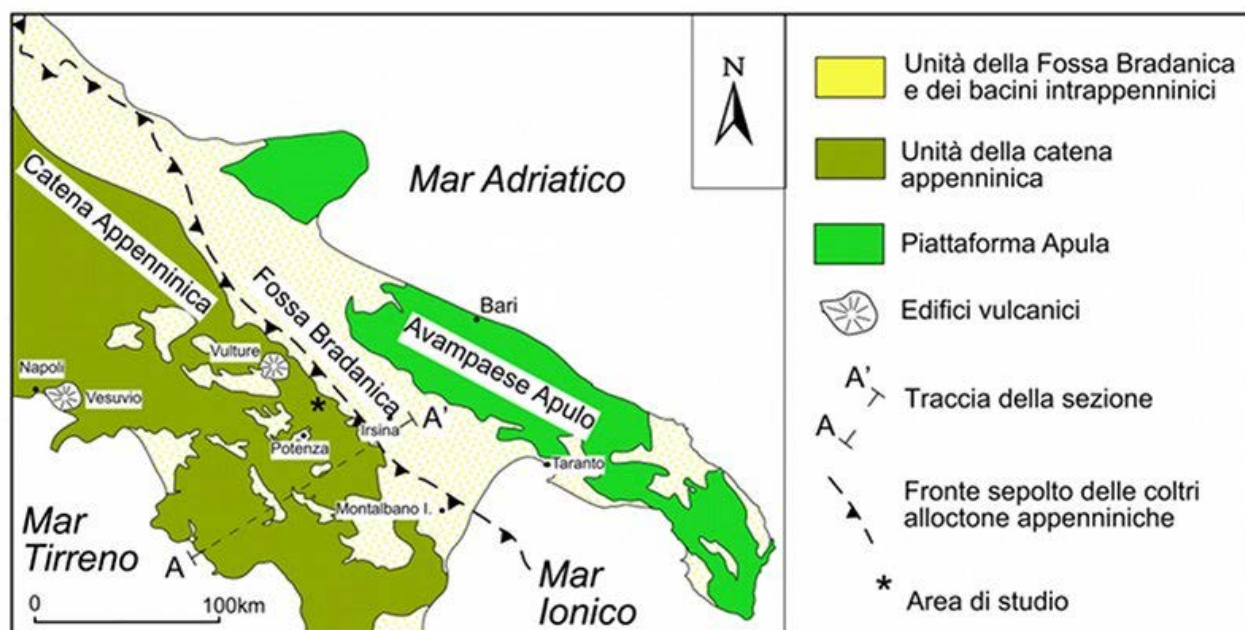 Mar Adriatico
N
Catena Appenninica
Fossa Bradanica
Avampaese Apulo
Bari
Vulture
Napoli
Vesuvio
Irsina
A'
Potenza
Taranto
Montalbano I.
Mar
Tirreno
A
Mar
Ionico
0
100km
Unità della Fossa Bradanica
e dei bacini intrappenninici
Unità della catena
appenninica
Piattaforma Apula
Edifici vulcanici
A'
Traccia della sezione
A
Fronte sepolto delle coltri
alloctone appenniniche
*
Area di studio